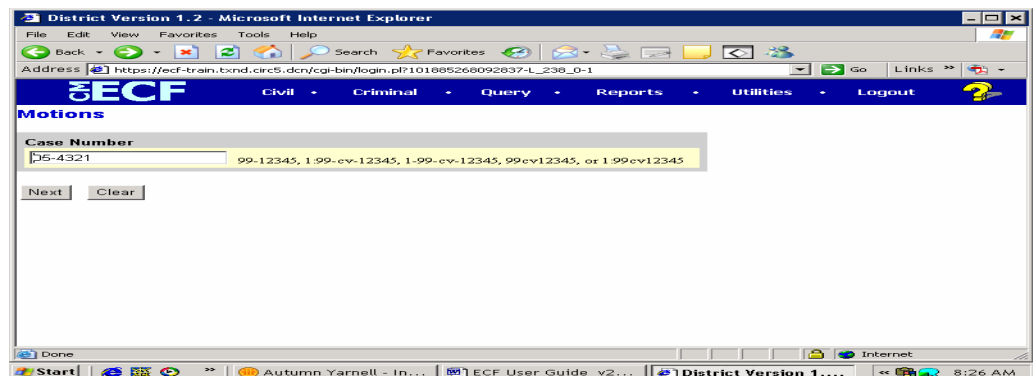 District Version 1.2 - Microsoft Internet Explorer
File Edit View Favorites Tools Help
Back Search Favorites
Address https://ecf-train.txnd.circ5.dcn/cgi-bin/login.pl?101885268092837-L_238_0-1 Go Links »
CM ECF Civil • Criminal • Query • Reports • Utilities • Logout ?
Motions
Case Number
05-4321 99-12345, 1:99-cv-12345, 1-99-cv-12345, 99cv12345, or 1:99cv12345
Next Clear
Done Internet
Start » Autumn Yarnell - In... ECF User Guide v2... District Version 1.... « 8:26 AM